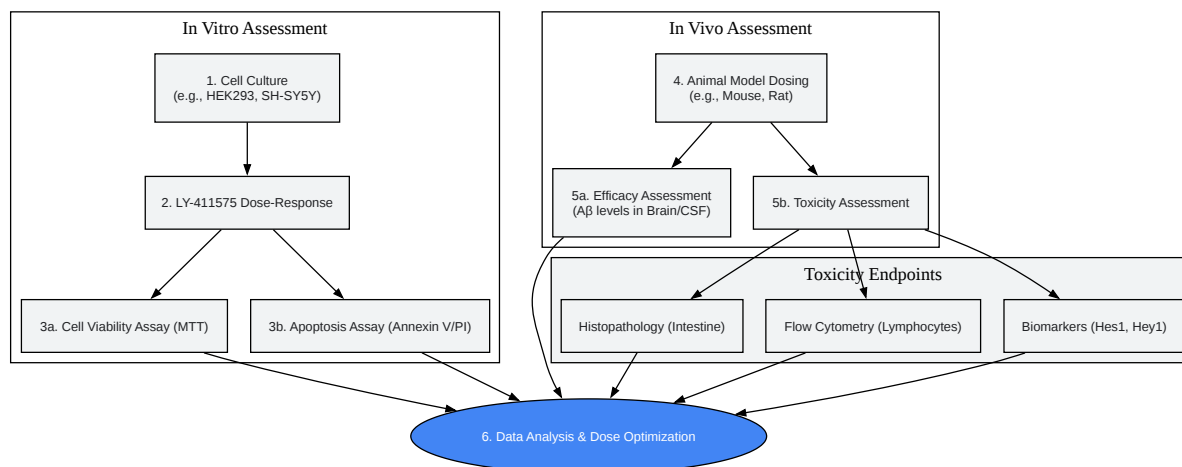 In Vitro Assessment
1. Cell Culture
(e.g., HEK293, SH-SY5Y)
2. LY-411575 Dose-Response
3a. Cell Viability Assay (MTT)
3b. Apoptosis Assay (Annexin V/PI)
In Vivo Assessment
4. Animal Model Dosing
(e.g., Mouse, Rat)
5a. Efficacy Assessment
(Aβ levels in Brain/CSF)
5b. Toxicity Assessment
Toxicity Endpoints
Histopathology (Intestine)
Flow Cytometry (Lymphocytes)
Biomarkers (Hes1, Hey1)
6. Data Analysis & Dose Optimization